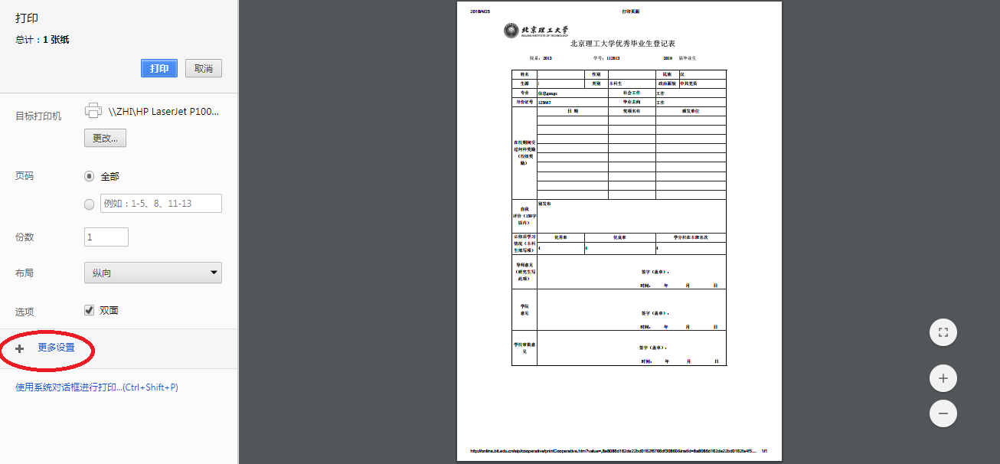 打印
总计：1 张纸
打印 取消
目标打印机 \\ZHI\HP LaserJet P100...
更改...
页码 全部
例如：1-5、8、11-13
份数 1
布局 纵向
选项 双面
更多设置
使用系统对话框进行打印...(Ctrl+Shift+P)
2018/4/25 打印页面
北京理工大学
BEIJING INSTITUTE OF TECHNOLOGY
北京理工大学优秀毕业生登记表
院系：2013 学号：112013 2018 届毕业生
姓名 性别 民族 汉
生源 类别 本科生 政治面貌 中共党员
专业 信息gongx 社会工作 工作
身份证号 123667 毕业去向 工作
日 期 奖项名称 颁发单位
在校期间受
过何种奖励
（校级奖
励）
自我
评价（150字
以内）
别发布
必修课学习
情况（本科
生填写项）
优秀率 优良率 学分积在本班名次
4 4 4
导师意见
（研究生写
此项）
签字（盖章）：
时间： 年 月 日
学院
意见
签字（盖章）：
时间： 年 月 日
学校审批意
见
签字（盖章）：
时间： 年 月 日
1/1